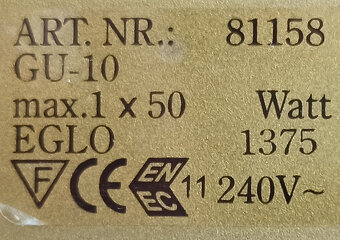 ART. NR.: 81158
GU-10
max.1 x 50 Watt
EGLO 1375
F CE EN EC 11 240V~